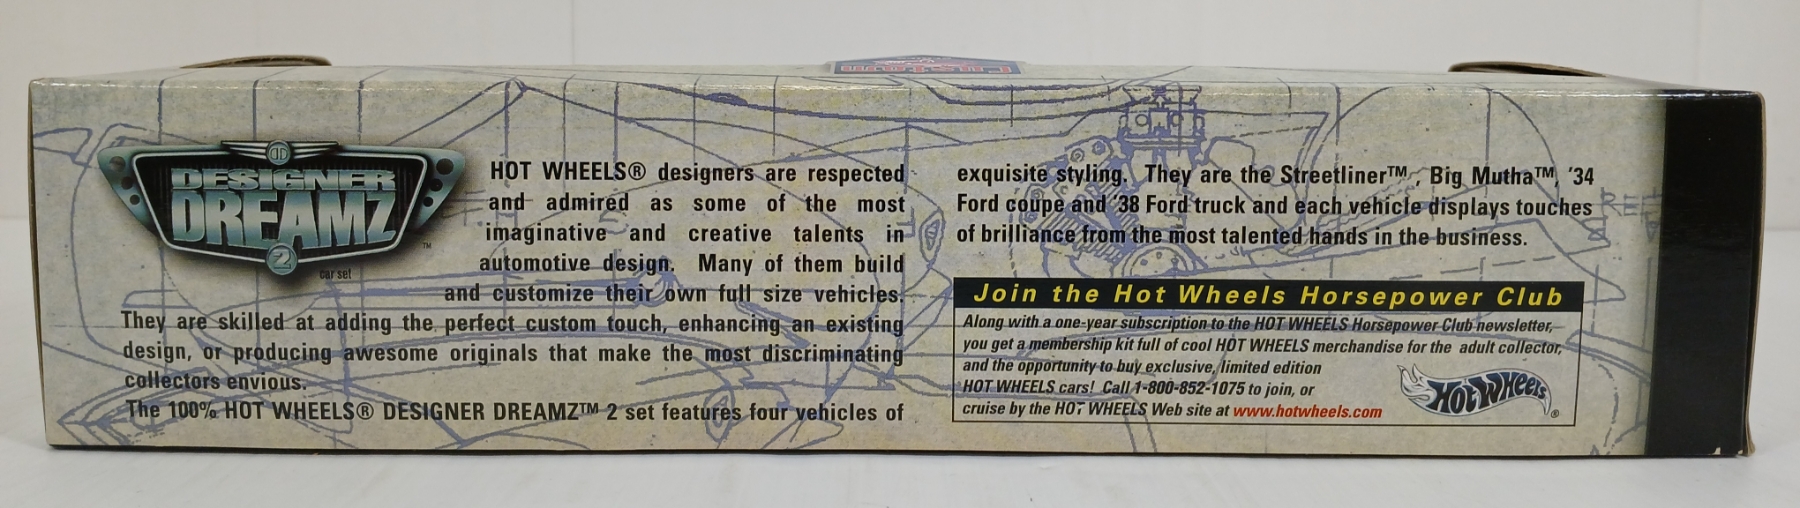 Custom
DD
DESIGNER
DREAMZ
2
TM
car set
HOT WHEELS® designers are respected
and admired as some of the most
imaginative and creative talents in
automotive design. Many of them build
and customize their own full size vehicles.
They are skilled at adding the perfect custom touch, enhancing an existing
design, or producing awesome originals that make the most discriminating
collectors envious.
The 100% HOT WHEELS® DESIGNER DREAMZ™ 2 set features four vehicles of
exquisite styling. They are the Streetliner™, Big Mutha™, '34
Ford coupe and '38 Ford truck and each vehicle displays touches
of brilliance from the most talented hands in the business.
Join the Hot Wheels Horsepower Club
Along with a one-year subscription to the HOT WHEELS Horsepower Club newsletter,
you get a membership kit full of cool HOT WHEELS merchandise for the adult collector,
and the opportunity to buy exclusive, limited edition
HOT WHEELS cars! Call 1-800-852-1075 to join, or
cruise by the HOT WHEELS Web site at www.hotwheels.com
Hot Wheels
®